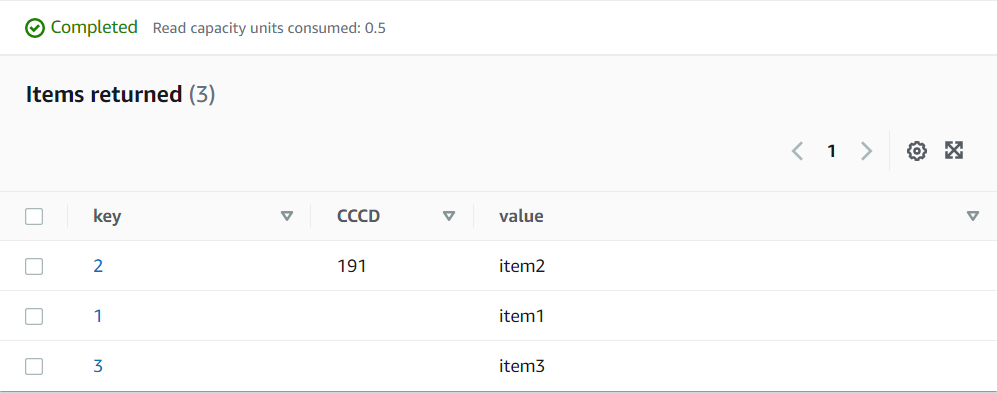 Completed Read capacity units consumed: 0.5
Items returned (3)
1
key CCCD value
2 191 item2
1 item1
3 item3